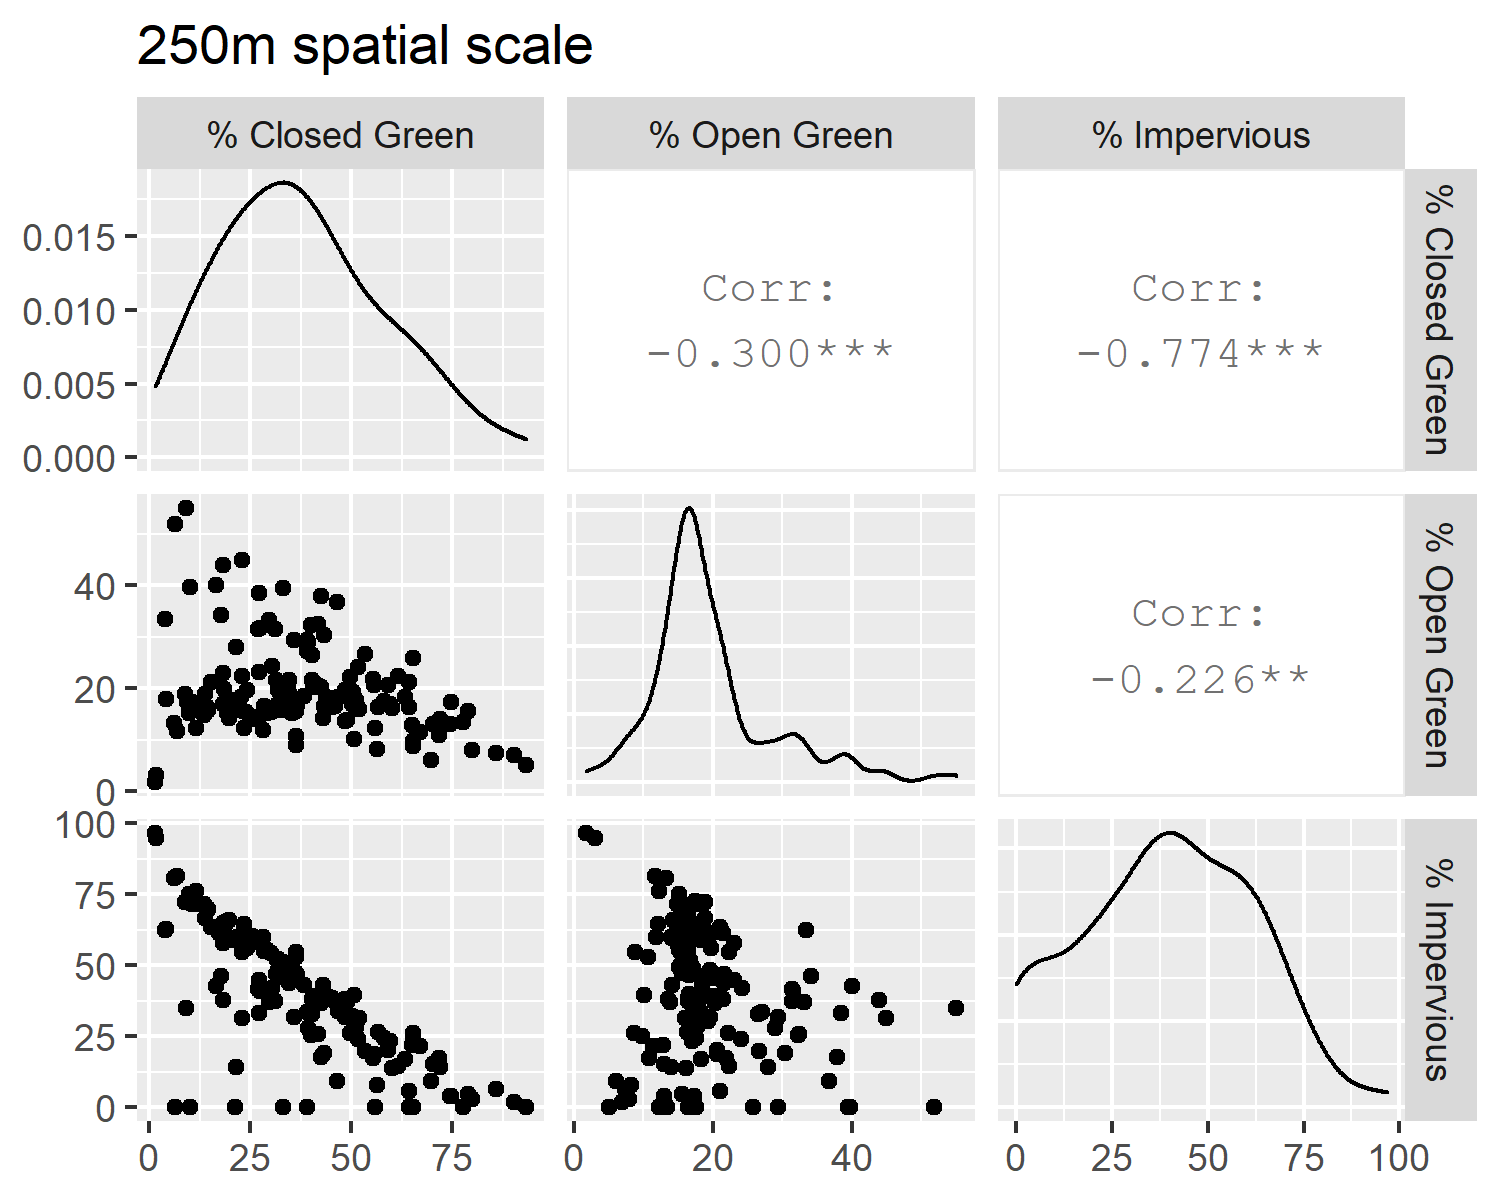 250m spatial scale
% Closed Green
% Open Green
% Impervious
0.015
0.010
0.005
0.000
Corr:
-0.300***
Corr:
-0.774***
% Closed Green
40
20
0
Corr:
-0.226**
% Open Green
100
75
50
25
0
% Impervious
0 25 50 75
0 20 40
0 25 50 75 100